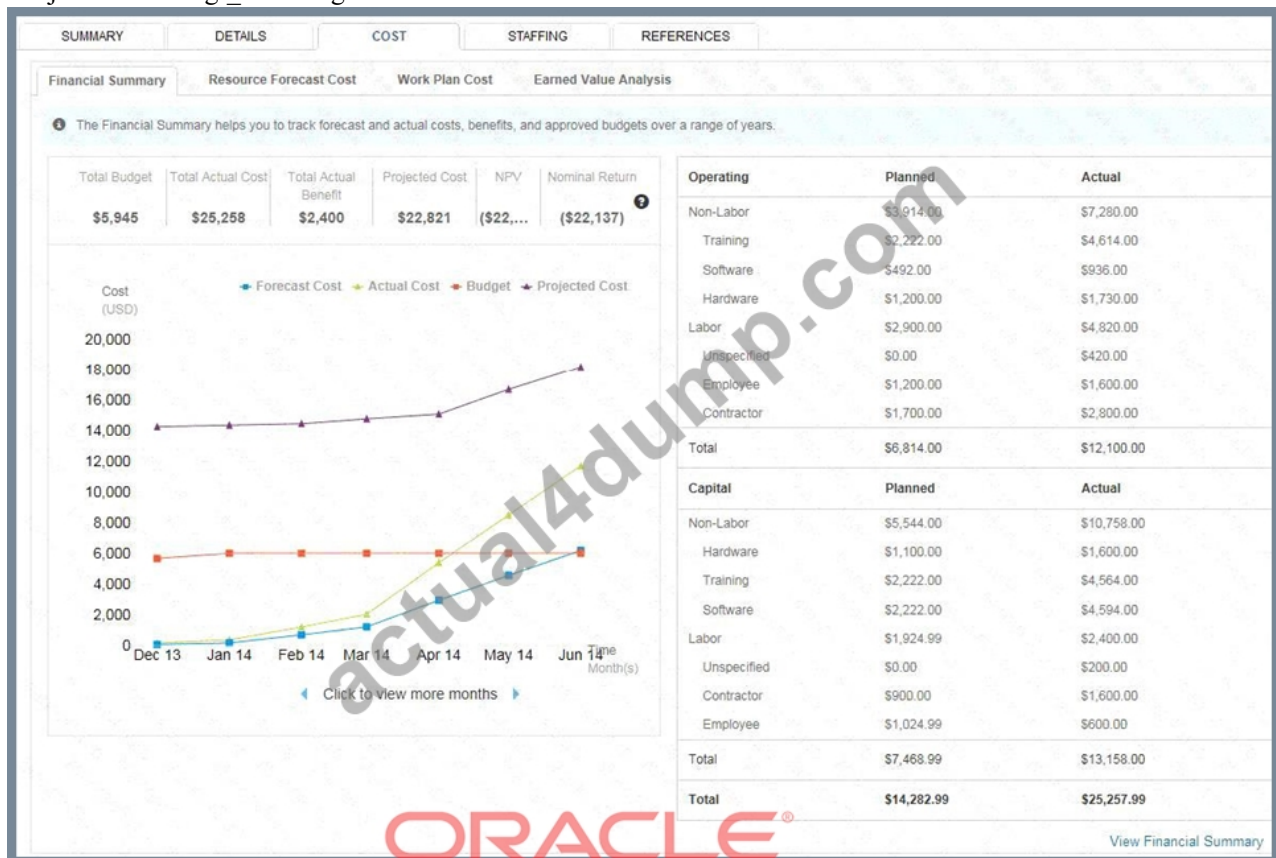 SUMMARY DETAILS COST STAFFING REFERENCES
Financial Summary Resource Forecast Cost Work Plan Cost Earned Value Analysis
The Financial Summary helps you to track forecast and actual costs, benefits, and approved budgets over a range of years.
Total Budget Total Actual Cost Total Actual Benefit Projected Cost NPV Nominal Return
$5,945 $25,258 $2,400 $22,821 ($22,... ($22,137)
Forecast Cost Actual Cost Budget Projected Cost
Cost
(USD)
20,000
18,000
16,000
14,000
12,000
10,000
8,000
6,000
4,000
2,000
0
Dec 13 Jan 14 Feb 14 Mar 14 Apr 14 May 14 Jun 14
Time
Month(s)
Click to view more months
Operating Planned Actual
Non-Labor $3,914.00 $7,280.00
Training $2,222.00 $4,614.00
Software $492.00 $936.00
Hardware $1,200.00 $1,730.00
Labor $2,900.00 $4,820.00
Unspecified $0.00 $420.00
Employee $1,200.00 $1,600.00
Contractor $1,700.00 $2,800.00
Total $6,814.00 $12,100.00
Capital Planned Actual
Non-Labor $5,544.00 $10,758.00
Hardware $1,100.00 $1,600.00
Training $2,222.00 $4,564.00
Software $2,222.00 $4,594.00
Labor $1,924.99 $2,400.00
Unspecified $0.00 $200.00
Contractor $900.00 $1,600.00
Employee $1,024.99 $600.00
Total $7,468.99 $13,158.00
Total $14,282.99 $25,257.99
View Financial Summary
actual4dump.com
ORACLE®